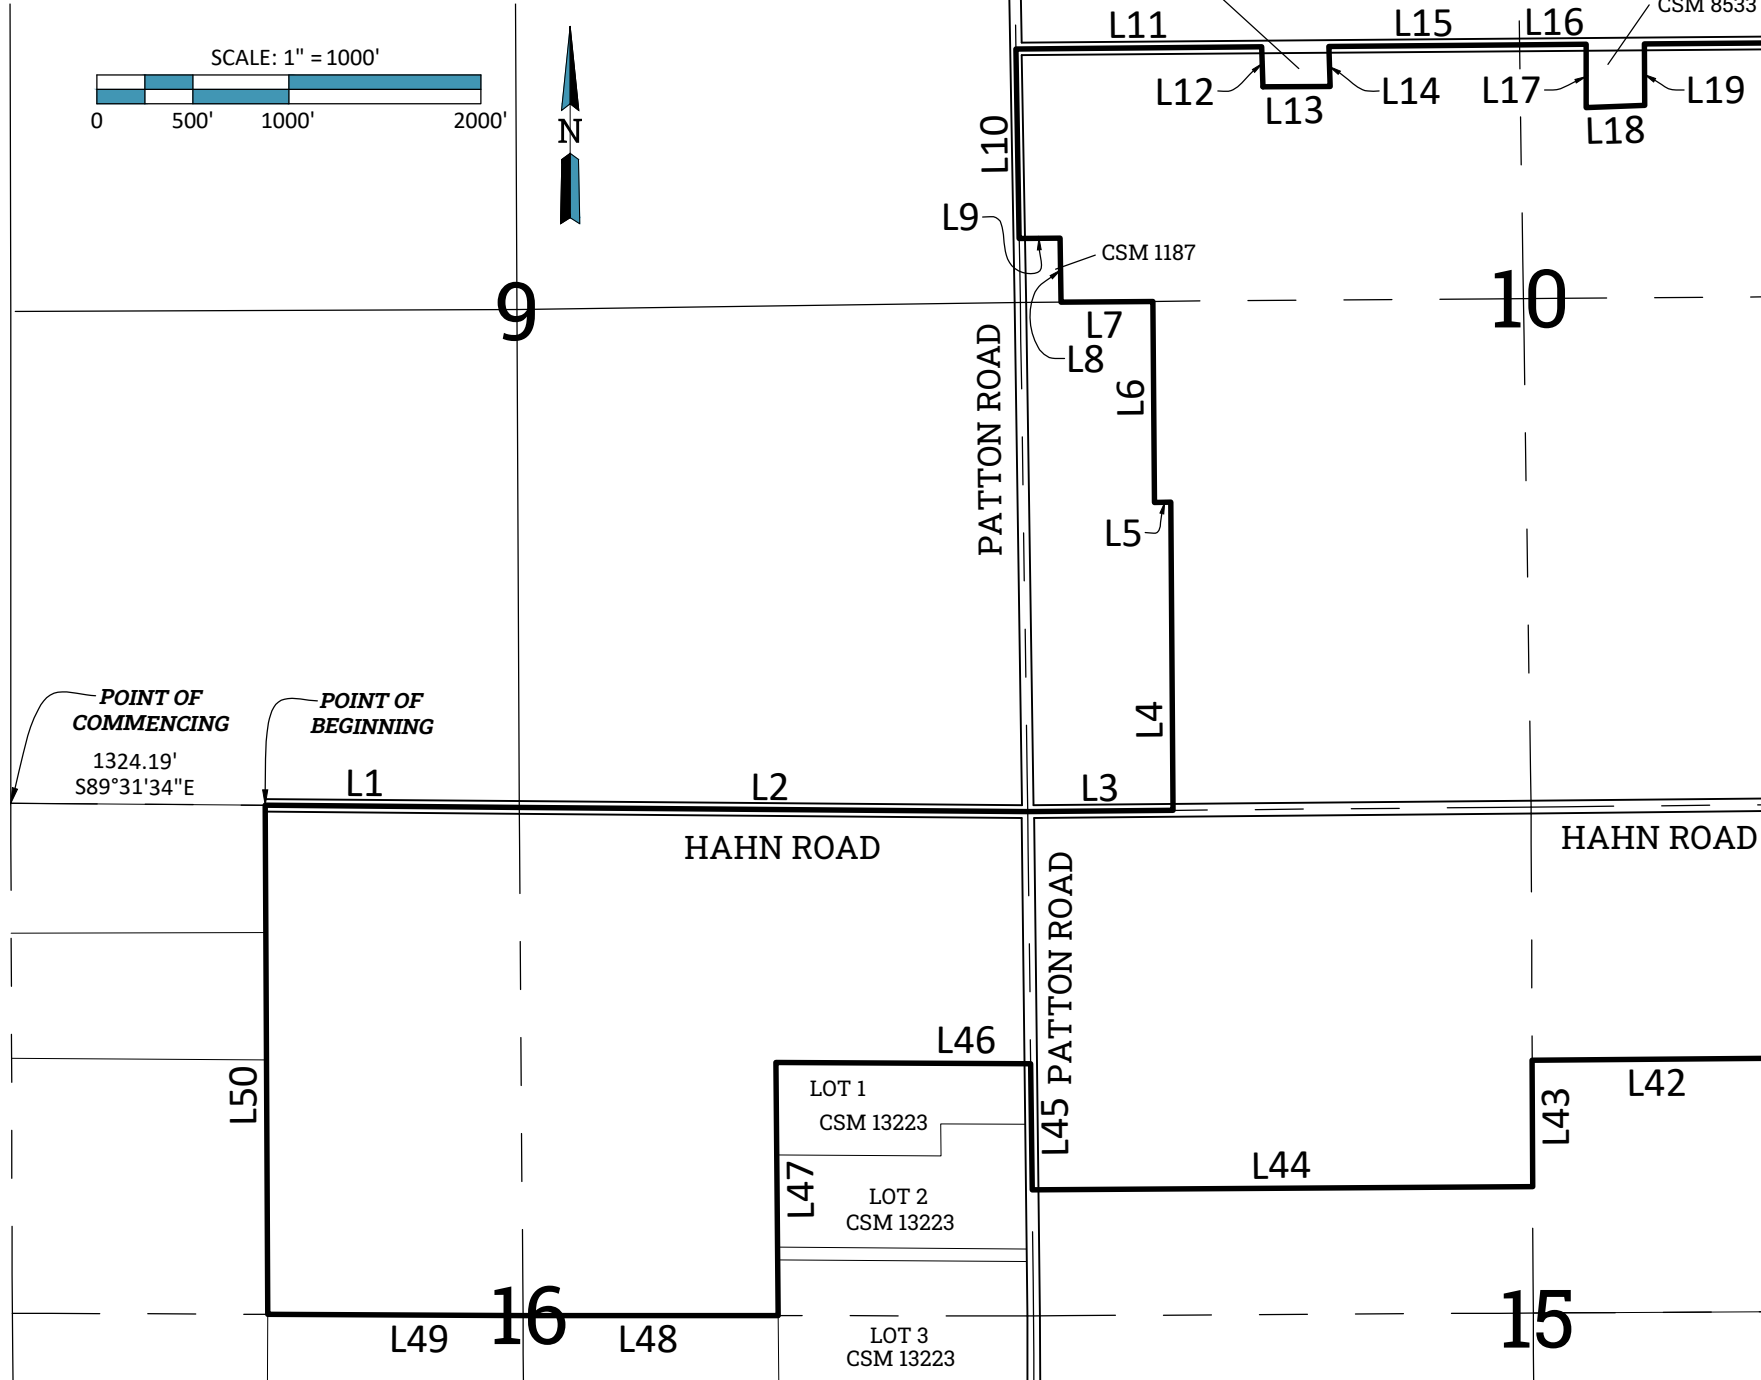 CSM 8533
L11
L15
L16
SCALE: 1" = 1000'
0
500'
1000'
2000'
N
L12
L13
L14
L17
L18
L19
L10
L9
CSM 1187
9
10
L7
L8
L6
PATTON ROAD
L5
L4
POINT OF
COMMENCING
1324.19'
S89°31'34"E
POINT OF
BEGINNING
L1
L2
L3
HAHN ROAD
HAHN ROAD
PATTON ROAD
L46
L45
L50
LOT 1
CSM 13223
L47
LOT 2
CSM 13223
L44
L43
L42
16
15
L49
L48
LOT 3
CSM 13223